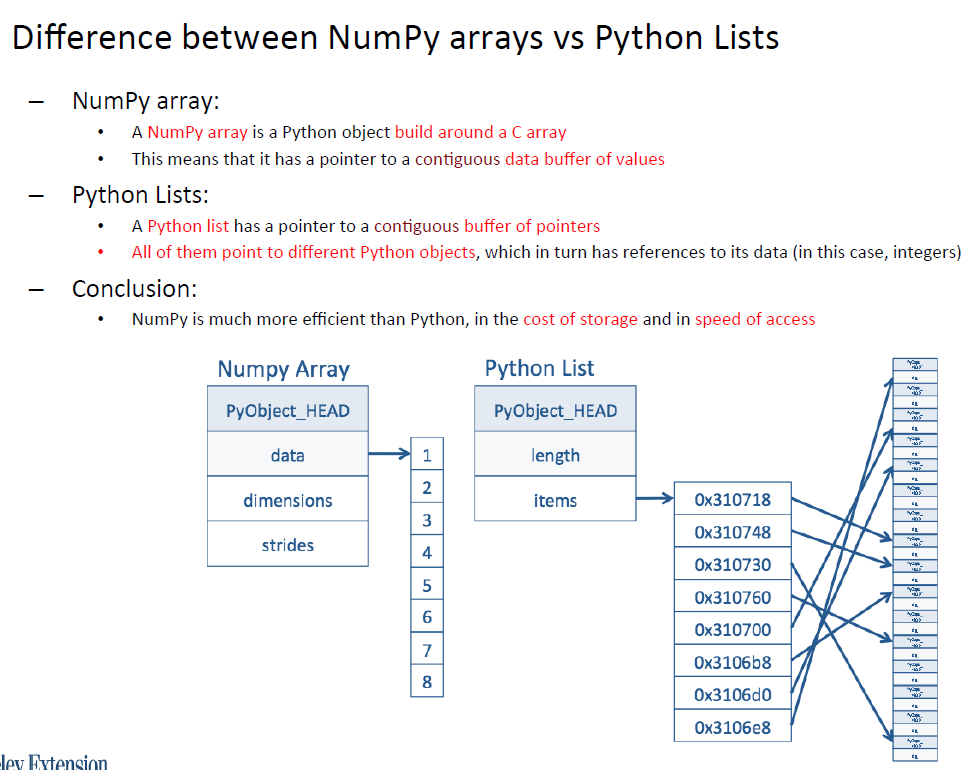 Difference between NumPy arrays vs Python Lists
– NumPy array:
• A NumPy array is a Python object build around a C array
• This means that it has a pointer to a contiguous data buffer of values
– Python Lists:
• A Python list has a pointer to a contiguous buffer of pointers
• All of them point to different Python objects, which in turn has references to its data (in this case, integers)
– Conclusion:
• NumPy is much more efficient than Python, in the cost of storage and in speed of access
Numpy Array
PyObject_HEAD
data
dimensions
strides
1
2
3
4
5
6
7
8
Python List
PyObject_HEAD
length
items
0x310718
0x310748
0x310730
0x310760
0x310700
0x3106b8
0x3106d0
0x3106e8
Extension